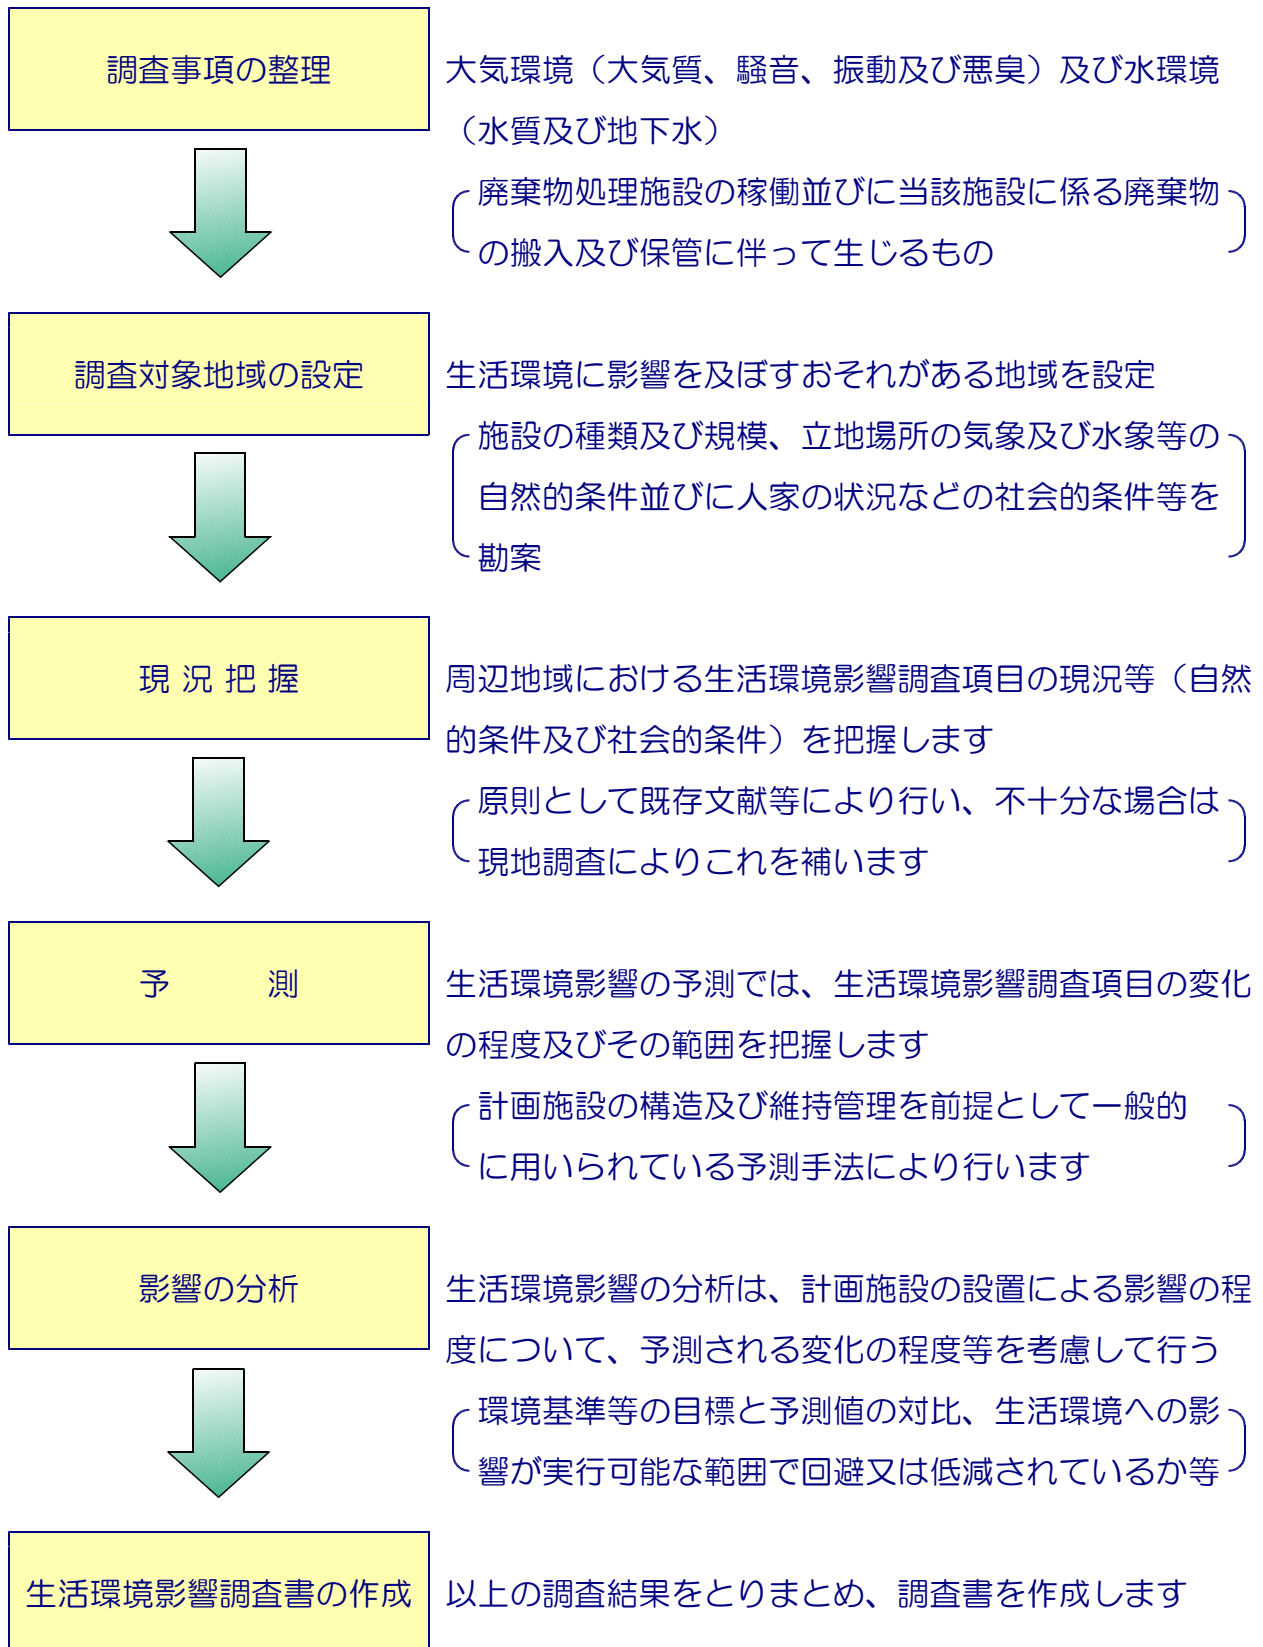 調査事項の整理
大気環境（大気質、騒音、振動及び悪臭）及び水環境
（水質及び地下水）
廃棄物処理施設の稼働並びに当該施設に係る廃棄物
の搬入及び保管に伴って生じるもの
調査対象地域の設定
生活環境に影響を及ぼすおそれがある地域を設定
施設の種類及び規模、立地場所の気象及び水象等の
自然的条件並びに人家の状況などの社会的条件等を
勘案
現 況 把 握
周辺地域における生活環境影響調査項目の現況等（自然
的条件及び社会的条件）を把握します
原則として既存文献等により行い、不十分な場合は
現地調査によりこれを補います
予　　　測
生活環境影響の予測では、生活環境影響調査項目の変化
の程度及びその範囲を把握します
計画施設の構造及び維持管理を前提として一般的
に用いられている予測手法により行います
影響の分析
生活環境影響の分析は、計画施設の設置による影響の程
度について、予測される変化の程度等を考慮して行う
環境基準等の目標と予測値の対比、生活環境への影
響が実行可能な範囲で回避又は低減されているか等
生活環境影響調査書の作成
以上の調査結果をとりまとめ、調査書を作成します